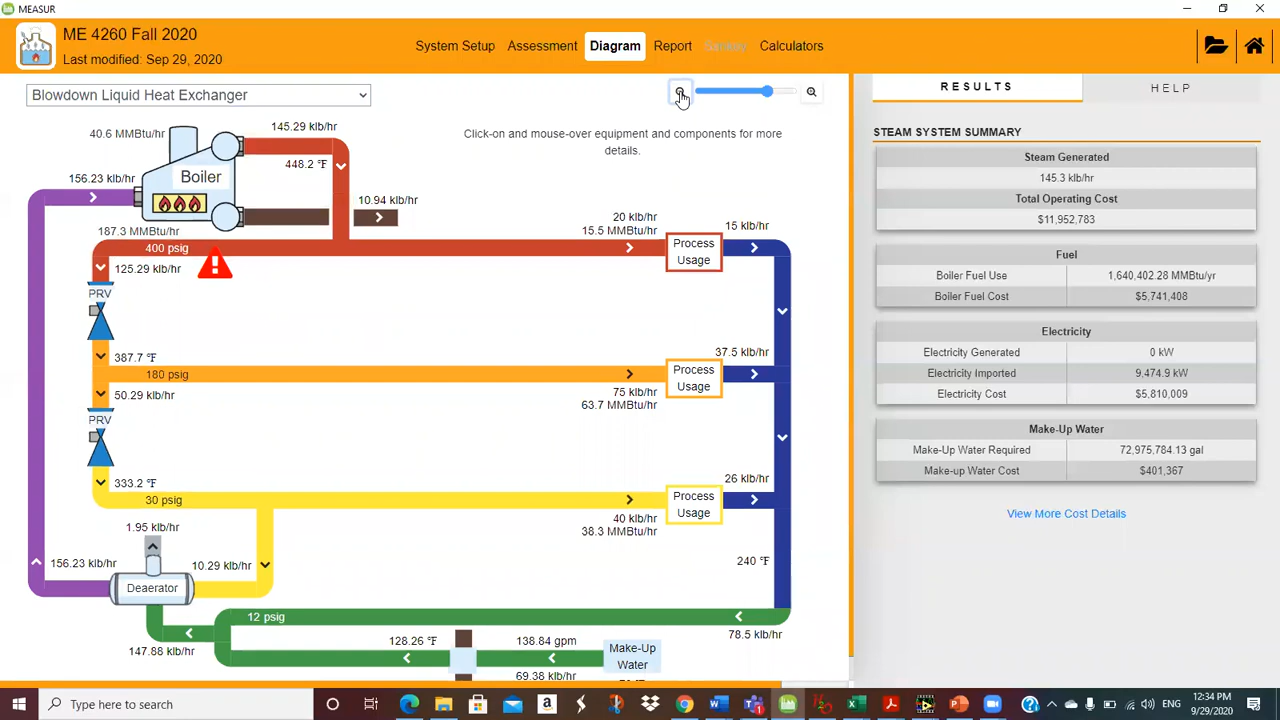 MEASUR
ME 4260 Fall 2020
Last modified: Sep 29, 2020
System Setup
Assessment
Diagram
Report
Calculators
Blowdown Liquid Heat Exchanger
Click-on and mouse-over equipment and components for more
details.
40.6 MMBtu/hr
145.29 klb/hr
448.2 °F
Boiler
156.23 klb/hr
10.94 klb/hr
187.3 MMBtu/hr
20 klb/hr
15.5 MMBtu/hr
15 klb/hr
400 psig
Process
Usage
125.29 klb/hr
PRV
387.7 °F
37.5 klb/hr
180 psig
Process
Usage
50.29 klb/hr
75 klb/hr
63.7 MMBtu/hr
PRV
333.2 °F
26 klb/hr
30 psig
Process
Usage
1.95 klb/hr
40 klb/hr
38.3 MMBtu/hr
156.23 klb/hr
10.29 klb/hr
240 °F
Deaerator
12 psig
78.5 klb/hr
147.88 klb/hr
128.26 °F
138.84 gpm
Make-Up
Water
69.38 klb/hr
RESULTS
HELP
STEAM SYSTEM SUMMARY
Steam Generated
145.3 klb/hr
Total Operating Cost
$11,952,783
Fuel
Boiler Fuel Use
1,640,402.28 MMBtu/yr
Boiler Fuel Cost
$5,741,408
Electricity
Electricity Generated
0 kW
Electricity Imported
9,474.9 kW
Electricity Cost
$5,810,009
Make-Up Water
Make-Up Water Required
72,975,784.13 gal
Make-up Water Cost
$401,367
View More Cost Details
Type here to search
ENG
12:34 PM
9/29/2020